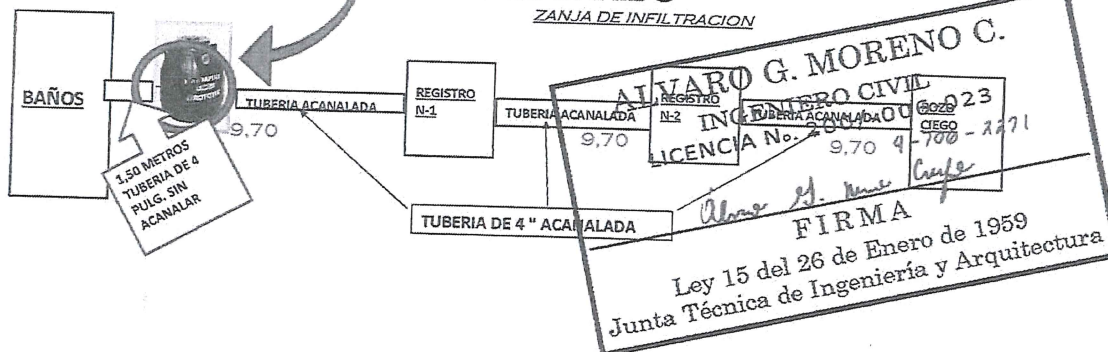 ZANJA DE INFILTRACION
BAÑOS
TUBERIA ACANALADA
9,70
REGISTRO
N-1
TUBERIA ACANALADA
9,70
REGISTRO
N-2
TUBERIA ACANALADA
9,70
POZO
CIEGO
1,50 METROS
TUBERIA DE 4
PULG. SIN
ACANALAR
TUBERIA DE 4 " ACANALADA
ALVARO G. MORENO C.
INGENIERO CIVIL
LICENCIA No.
023
FIRMA
Ley 15 del 26 de Enero de 1959
Junta Técnica de Ingeniería y Arquitectura